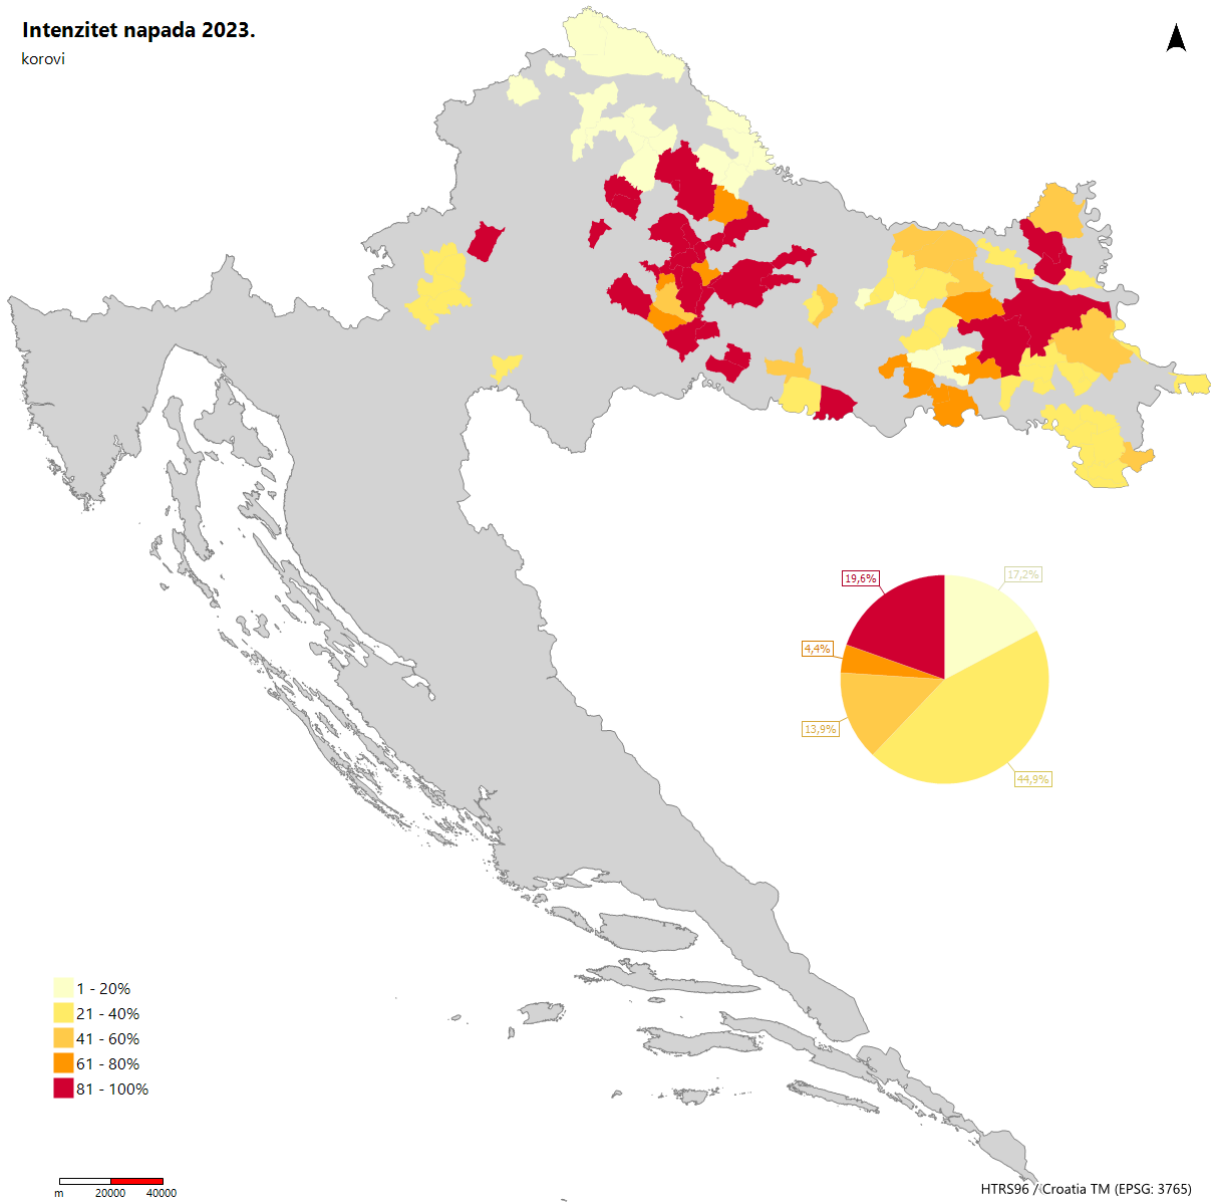 Intenzitet napada 2023.
korovi
19,6%
17,2%
4,4%
13,9%
44,9%
1 - 20%
21 - 40%
41 - 60%
61 - 80%
81 - 100%
m 20000 40000
HTRS96 / Croatia TM (EPSG: 3765)